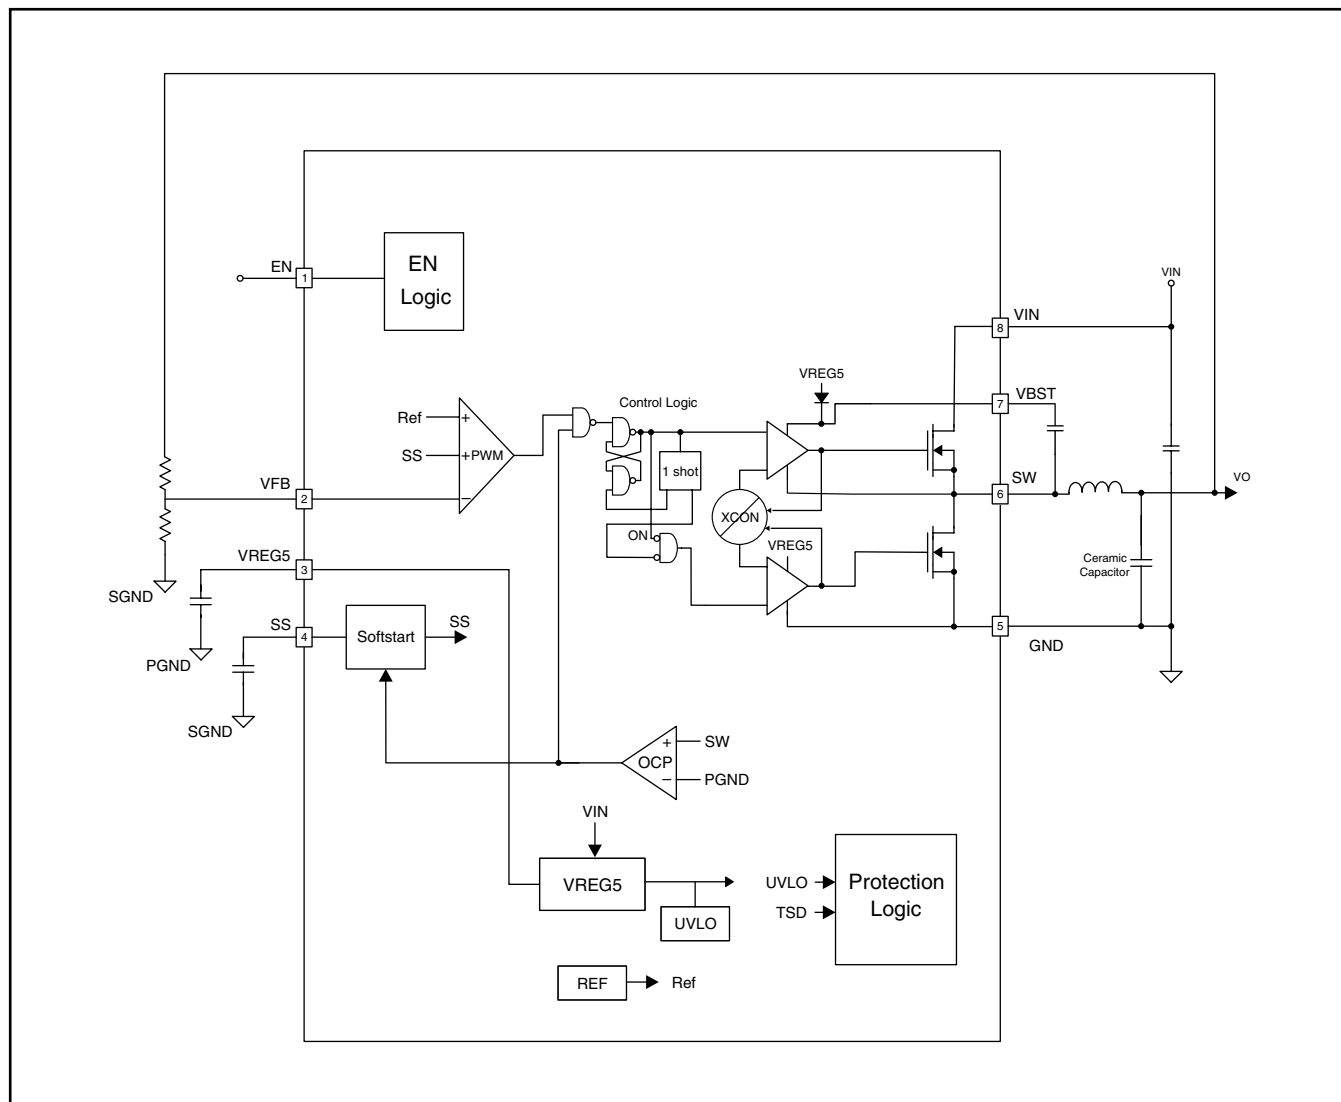 EN
1
EN
Logic
VIN
VIN
8
VREG5
VBST
7
Control Logic
Ref
+
SS
+
PWM
−
1 shot
VFB
2
SW
6
VO
XCON
ON
VREG5
VREG5
3
Ceramic
Capacitor
SGND
SS
4
Softstart
SS
5
GND
PGND
SGND
+
SW
OCP
−
PGND
VIN
VREG5
UVLO
UVLO
TSD
Protection
Logic
REF
Ref